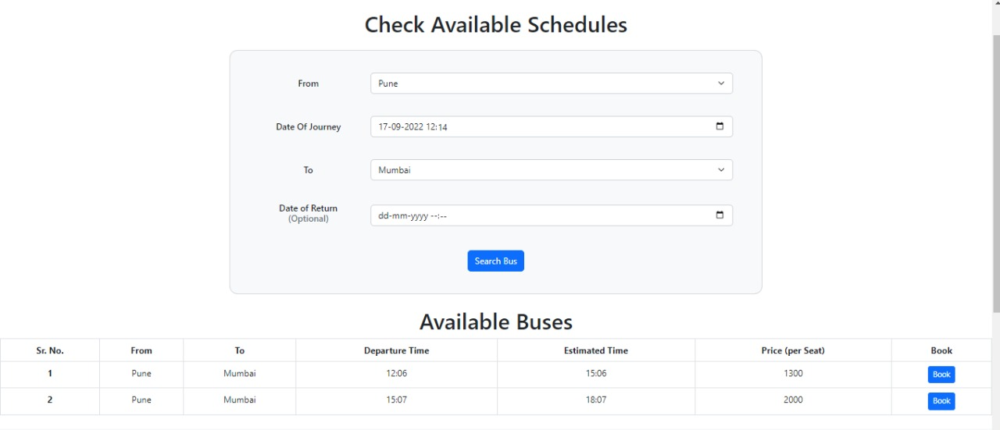 Check Available Schedules
From
Pune
Date Of Journey
17-09-2022 12:14
To
Mumbai
Date of Return
(Optional)
dd-mm-yyyy --:--
Search Bus
Available Buses
Sr. No. From To Departure Time Estimated Time Price (per Seat) Book
1 Pune Mumbai 12:06 15:06 1300 Book
2 Pune Mumbai 15:07 18:07 2000 Book